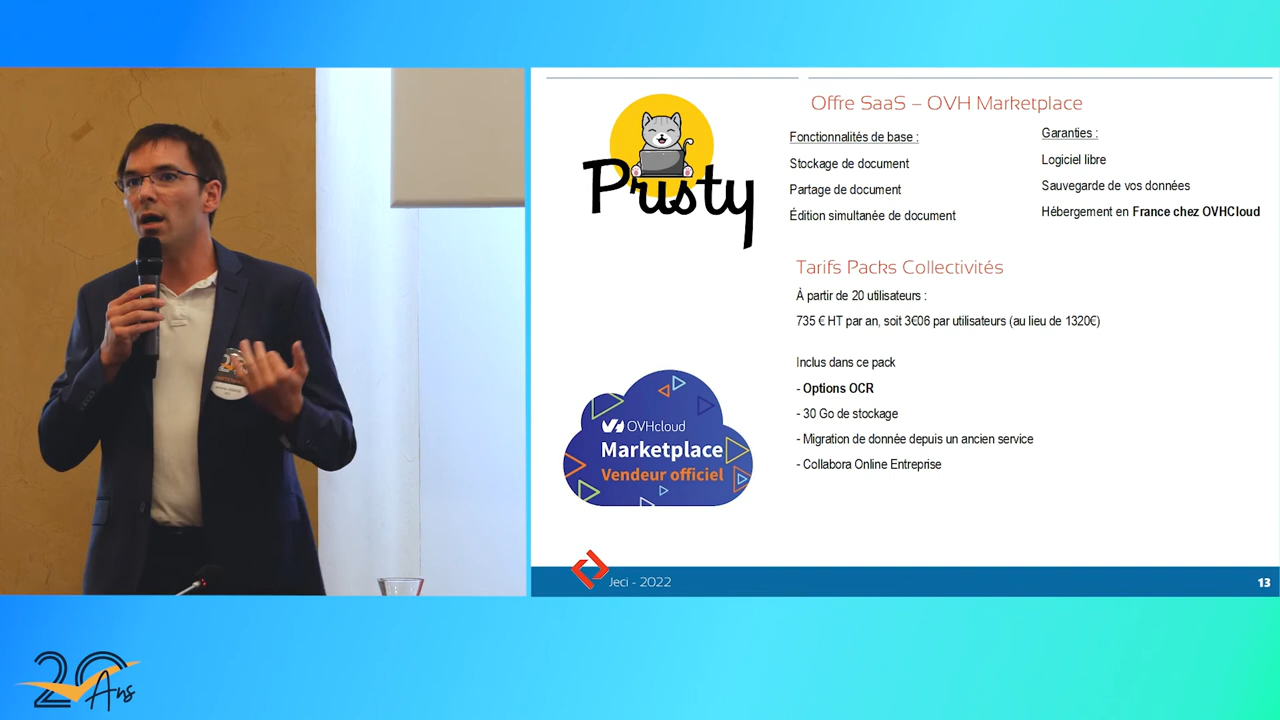 Pristy
Offre SaaS – OVH Marketplace
Fonctionnalités de base :
Stockage de document
Partage de document
Édition simultanée de document
Garanties :
Logiciel libre
Sauvegarde de vos données
Hébergement en France chez OVHCloud
Tarifs Packs Collectivités
À partir de 20 utilisateurs :
735 € HT par an, soit 3€06 par utilisateurs (au lieu de 1320€)
Inclus dans ce pack
- Options OCR
- 30 Go de stockage
- Migration de donnée depuis un ancien service
- Collabora Online Entreprise
OVHcloud
Marketplace
Vendeur officiel
Jeci - 2022
13
20
Ans